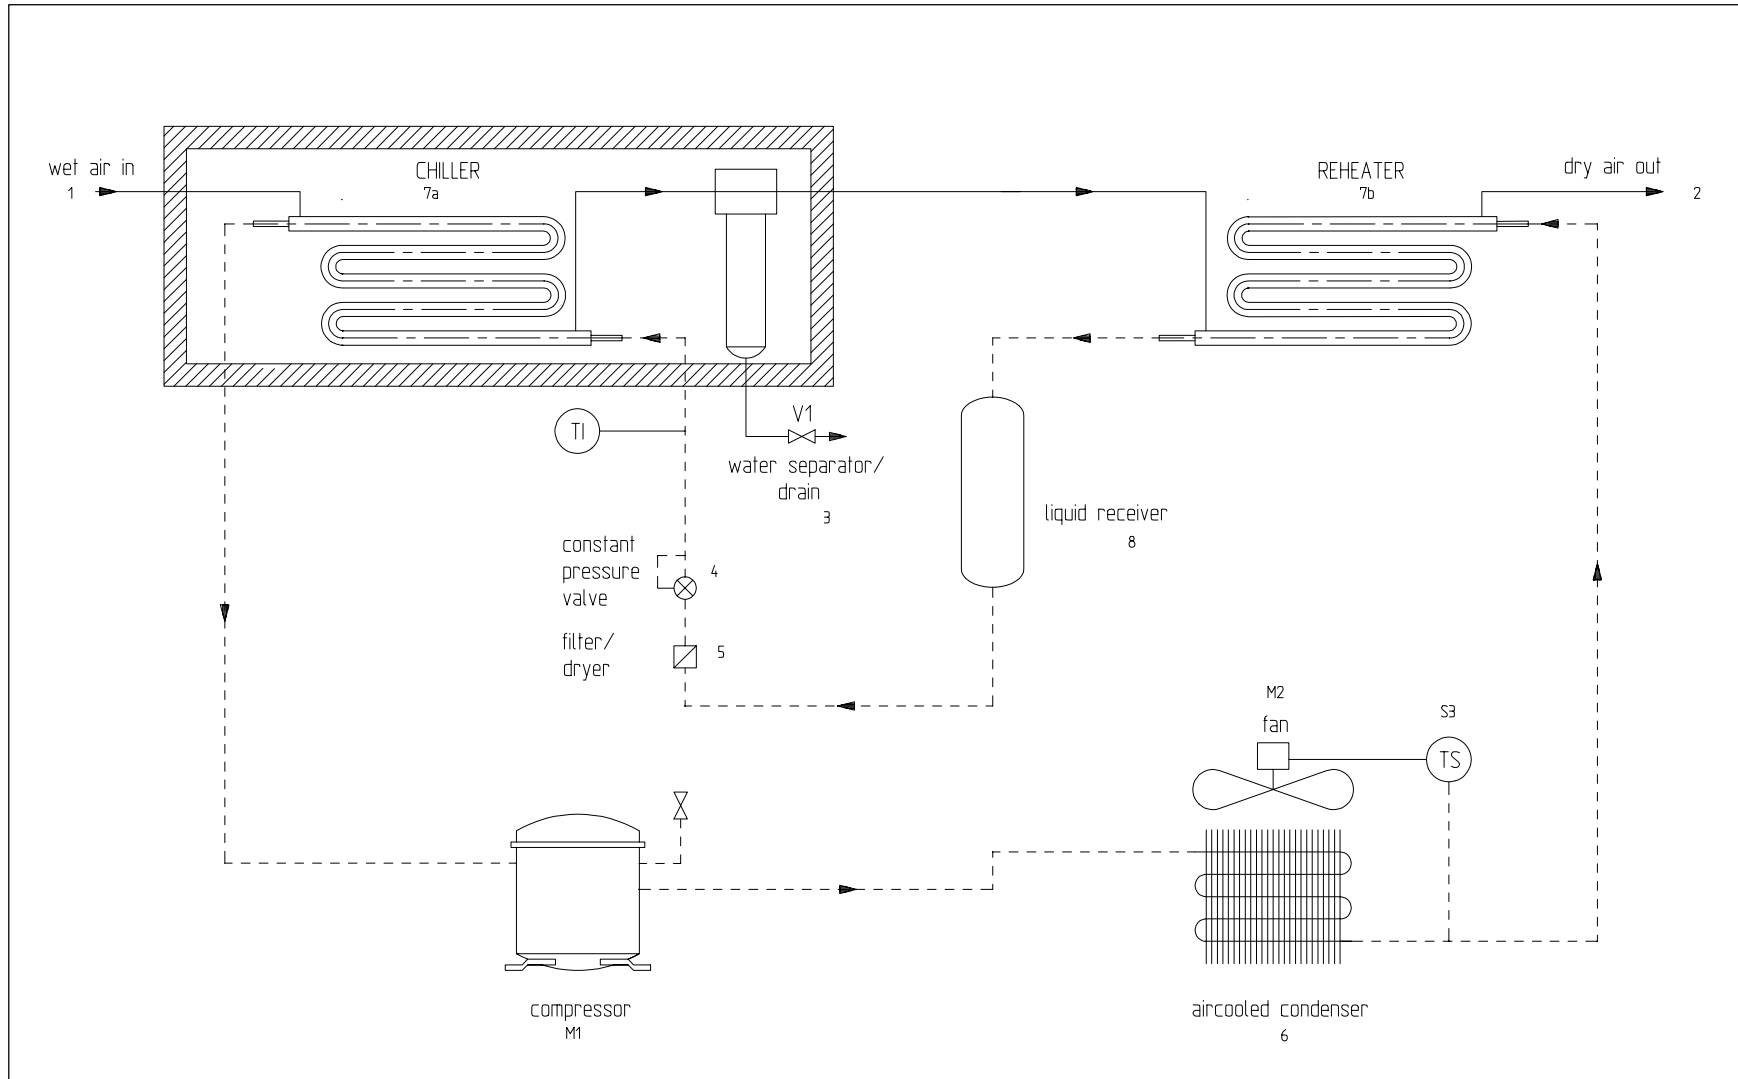 wet air in
1
CHILLER
7a
REHEATER
7b
dry air out
2
TI
V1
water separator/
drain
3
liquid receiver
8
constant
pressure
valve
4
filter/
dryer
5
M2
fan
S3
TS
compressor
M1
aircooled condenser
6